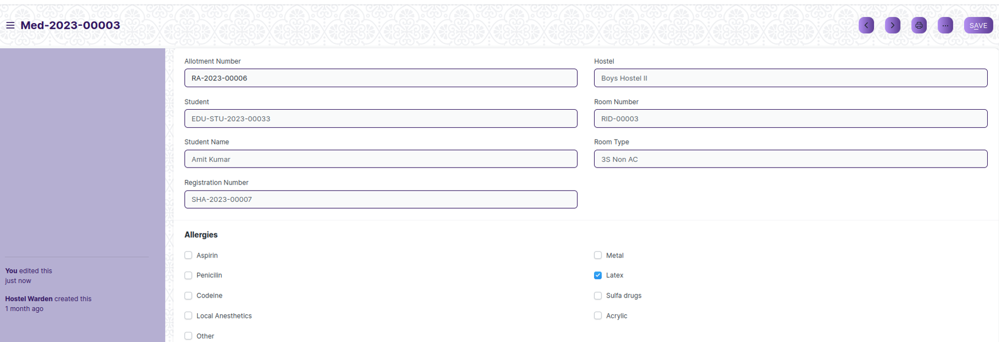 Med-2023-00003
SAVE
Allotment Number
RA-2023-00006
Hostel
Boys Hostel II
Student
EDU-STU-2023-00033
Room Number
RID-00003
Student Name
Amit Kumar
Room Type
3S Non AC
Registration Number
SHA-2023-00007
Allergies
Aspirin
Metal
Penicilin
Latex
Codeine
Sulfa drugs
Local Anesthetics
Acrylic
Other
You edited this
just now
Hostel Warden created this
1 month ago